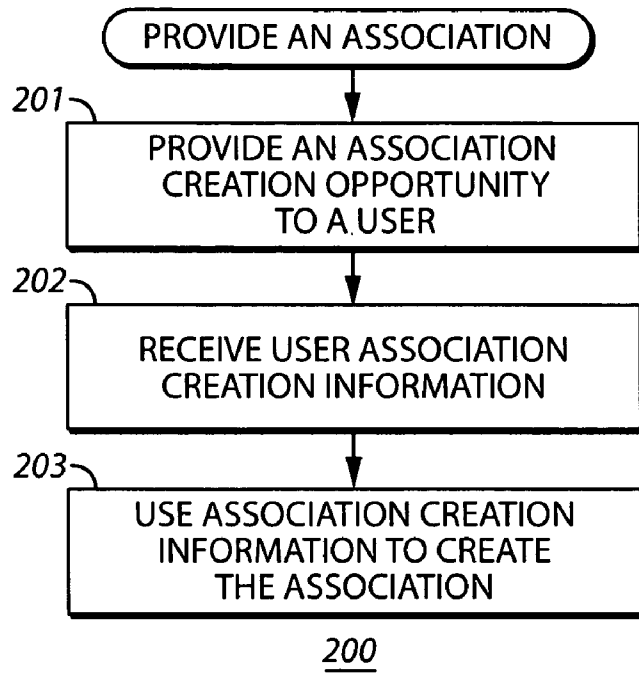 PROVIDE AN ASSOCIATION
201
PROVIDE AN ASSOCIATION
CREATION OPPORTUNITY
TO A USER
202
RECEIVE USER ASSOCIATION
CREATION INFORMATION
203
USE ASSOCIATION CREATION
INFORMATION TO CREATE
THE ASSOCIATION
200